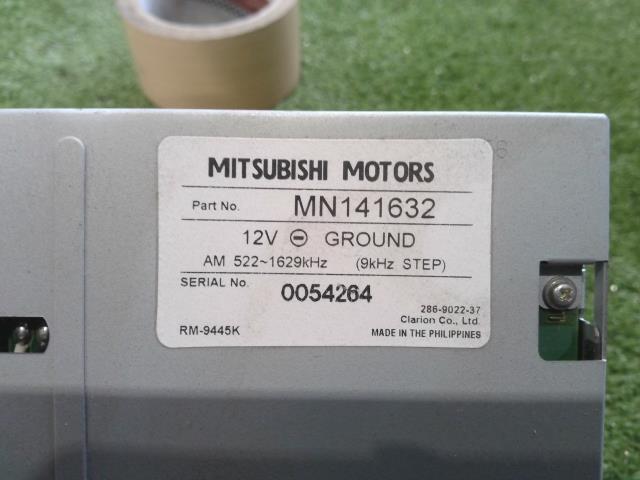 MITSUBISHI MOTORS
Part No. MN141632
12V ⊖ GROUND
AM 522~1629kHz (9kHz STEP)
SERIAL No.
0054264
286-9022-37
Clarion Co., Ltd.
RM-9445K MADE IN THE PHILIPPINES